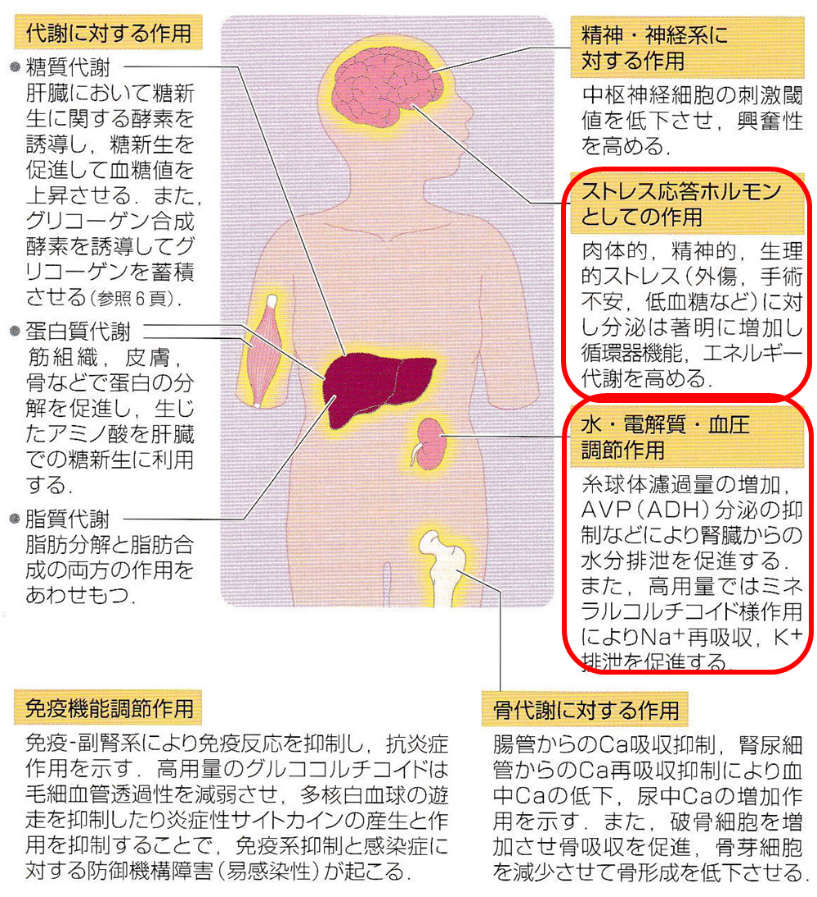 代謝に対する作用
● 糖質代謝
肝臓において糖新
生に関する酵素を
誘導し，糖新生を
促進して血糖値を
上昇させる．また，
グリコーゲン合成
酵素を誘導してグ
リコーゲンを蓄積
させる(参照6頁)．
● 蛋白質代謝
筋組織，皮膚，
骨などで蛋白の分
解を促進し，生じ
たアミノ酸を肝臓
での糖新生に利用
する．
● 脂質代謝
脂肪分解と脂肪合
成の両方の作用を
あわせもつ．
精神・神経系に
対する作用
中枢神経細胞の刺激閾
値を低下させ，興奮性
を高める．
ストレス応答ホルモン
としての作用
肉体的，精神的，生理
的ストレス(外傷，手術
不安，低血糖など)に対
し分泌は著明に増加し
循環器機能，エネルギー
代謝を高める．
水・電解質・血圧
調節作用
糸球体濾過量の増加，
AVP(ADH)分泌の抑
制などにより腎臓からの
水分排泄を促進する．
また，高用量ではミネ
ラルコルチコイド様作用
によりNa⁺再吸収，K⁺
排泄を促進する．
免疫機能調節作用
免疫-副腎系により免疫反応を抑制し，抗炎症
作用を示す．高用量のグルココルチコイドは
毛細血管透過性を減弱させ，多核白血球の遊
走を抑制したり炎症性サイトカインの産生と作
用を抑制することで，免疫系抑制と感染症に
対する防御機構障害(易感染性)が起こる．
骨代謝に対する作用
腸管からのCa吸収抑制，腎尿細
管からのCa再吸収抑制により血
中Caの低下，尿中Caの増加作
用を示す．また，破骨細胞を増
加させ骨吸収を促進，骨芽細胞
を減少させて骨形成を低下させる．